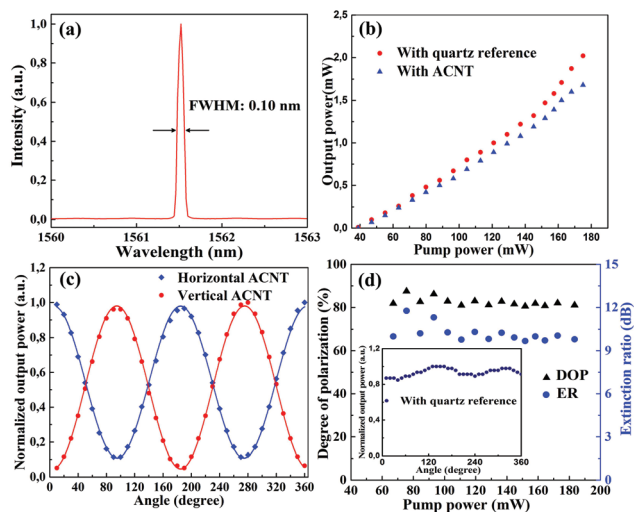 (a)
FWHM: 0.10 nm
Intensity (a.u.)
1,0
0,8
0,6
0,4
0,2
0,0
1560
1561
1562
1563
Wavelength (nm)
(b)
With quartz reference
With ACNT
Output power(mW)
2,5
2,0
1,5
1,0
0,5
0,0
40
60
80
100
120
140
160
180
Pump power (mW)
(c)
Horizontal ACNT
Vertical ACNT
Normalized output power (a.u.)
1,2
1,0
0,8
0,6
0,4
0,2
0,0
0
60
120
180
240
300
360
Angle (degree)
(d)
Degree of polarization (%)
100
80
60
40
20
0
DOP
ER
Extinction ratio (dB)
15
12
9
6
3
0
Normalized output power (a.u.)
1,0
0,8
0,4
0,0
With quartz reference
0
120
240
360
Angle (degree)
40
60
80
100
120
140
160
180
200
Pump power (mW)